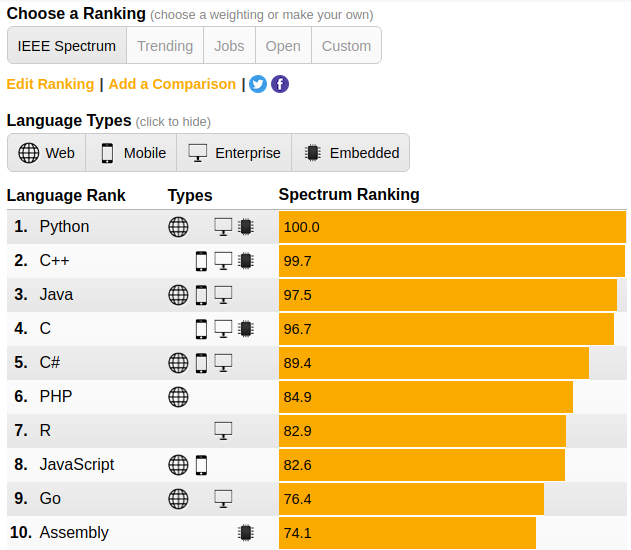 Choose a Ranking (choose a weighting or make your own)
IEEE Spectrum Trending Jobs Open Custom
Edit Ranking | Add a Comparison |
Language Types (click to hide)
Web Mobile Enterprise Embedded
Language Rank Types Spectrum Ranking
1. Python 100.0
2. C++ 99.7
3. Java 97.5
4. C 96.7
5. C# 89.4
6. PHP 84.9
7. R 82.9
8. JavaScript 82.6
9. Go 76.4
10. Assembly 74.1